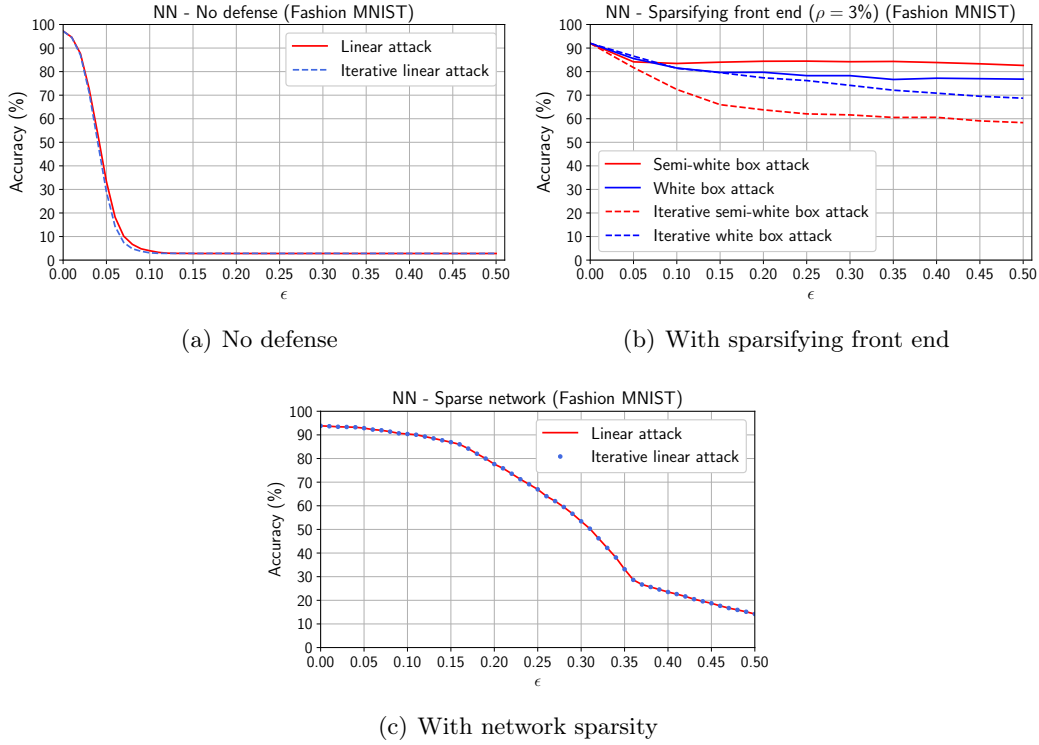 NN - No defense (Fashion MNIST)
100
90
80
70
60
50
40
30
20
10
0
Accuracy (%)
Linear attack
Iterative linear attack
0.00 0.05 0.10 0.15 0.20 0.25 0.30 0.35 0.40 0.45 0.50
ϵ
(a) No defense
NN - Sparsifying front end (ρ = 3%) (Fashion MNIST)
100
90
80
70
60
50
40
30
20
10
0
Accuracy (%)
Semi-white box attack
White box attack
Iterative semi-white box attack
Iterative white box attack
0.00 0.05 0.10 0.15 0.20 0.25 0.30 0.35 0.40 0.45 0.50
ϵ
(b) With sparsifying front end
NN - Sparse network (Fashion MNIST)
100
90
80
70
60
50
40
30
20
10
0
Accuracy (%)
Linear attack
Iterative linear attack
0.00 0.05 0.10 0.15 0.20 0.25 0.30 0.35 0.40 0.45 0.50
ϵ
(c) With network sparsity